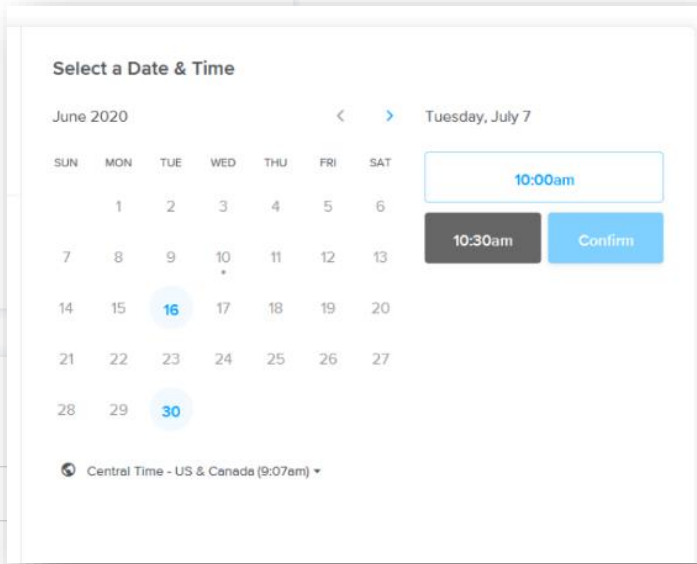 Select a Date & Time
June 2020
SUN MON TUE WED THU FRI SAT
1 2 3 4 5 6
7 8 9 10 11 12 13
14 15 16 17 18 19 20
21 22 23 24 25 26 27
28 29 30
Central Time - US & Canada (9:07am)
Tuesday, July 7
10:00am
10:30am Confirm